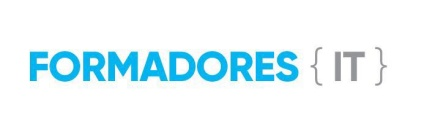 FORMADORES { IT }